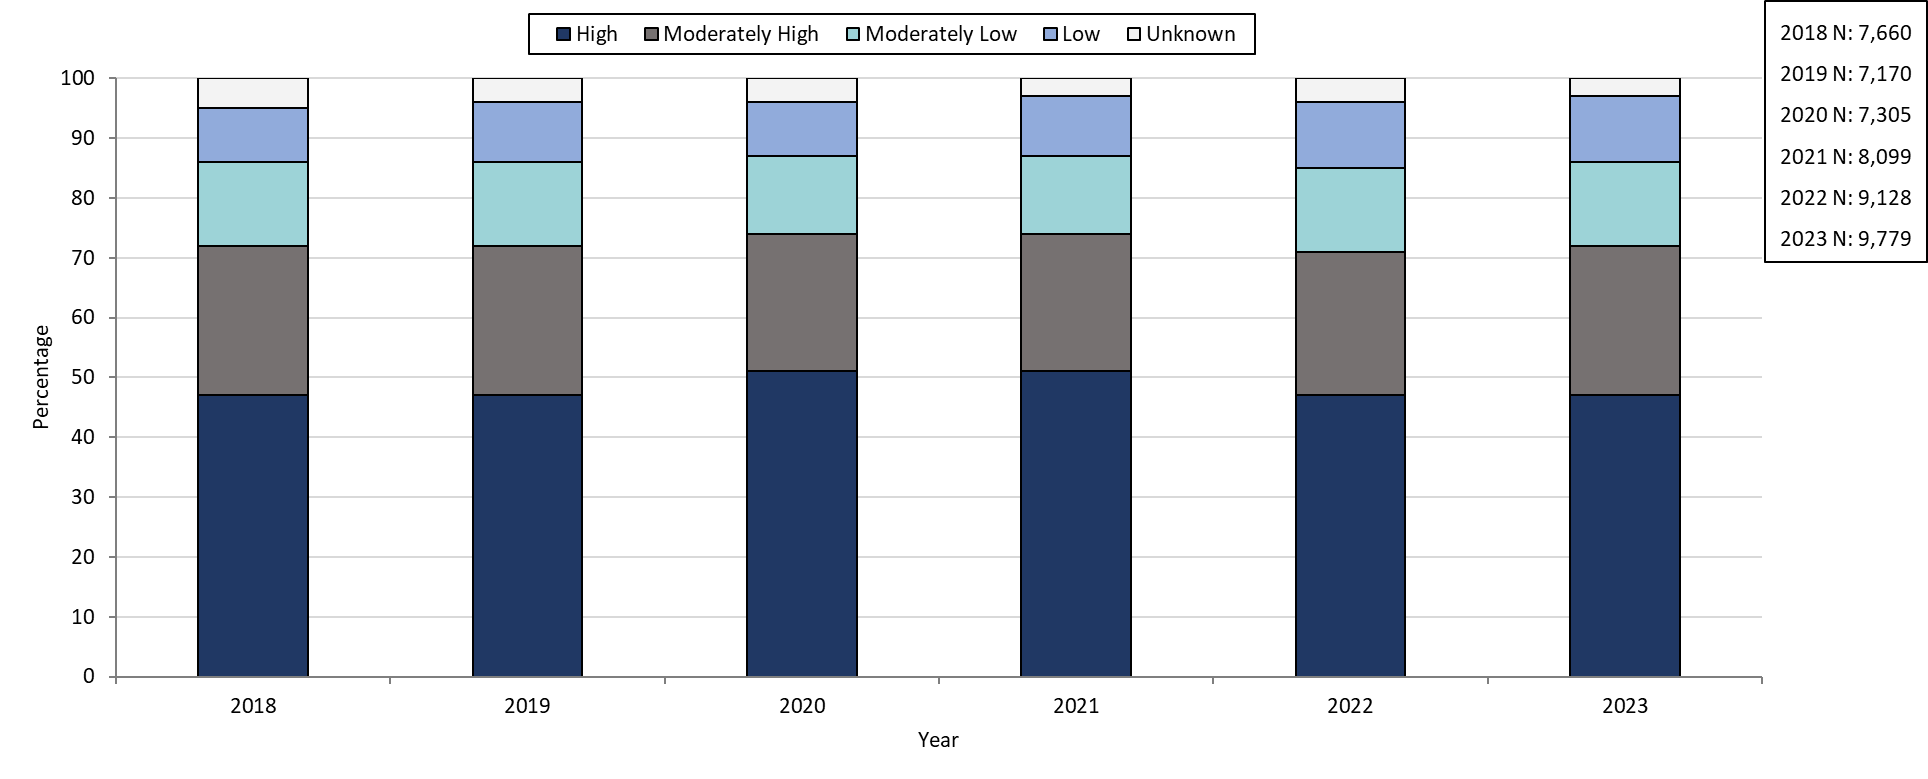 High Moderately High Moderately Low Low Unknown
2018 N: 7,660
2019 N: 7,170
2020 N: 7,305
2021 N: 8,099
2022 N: 9,128
2023 N: 9,779
100
90
80
70
60
50
40
30
20
10
0
Percentage
2018 2019 2020 2021 2022 2023
Year